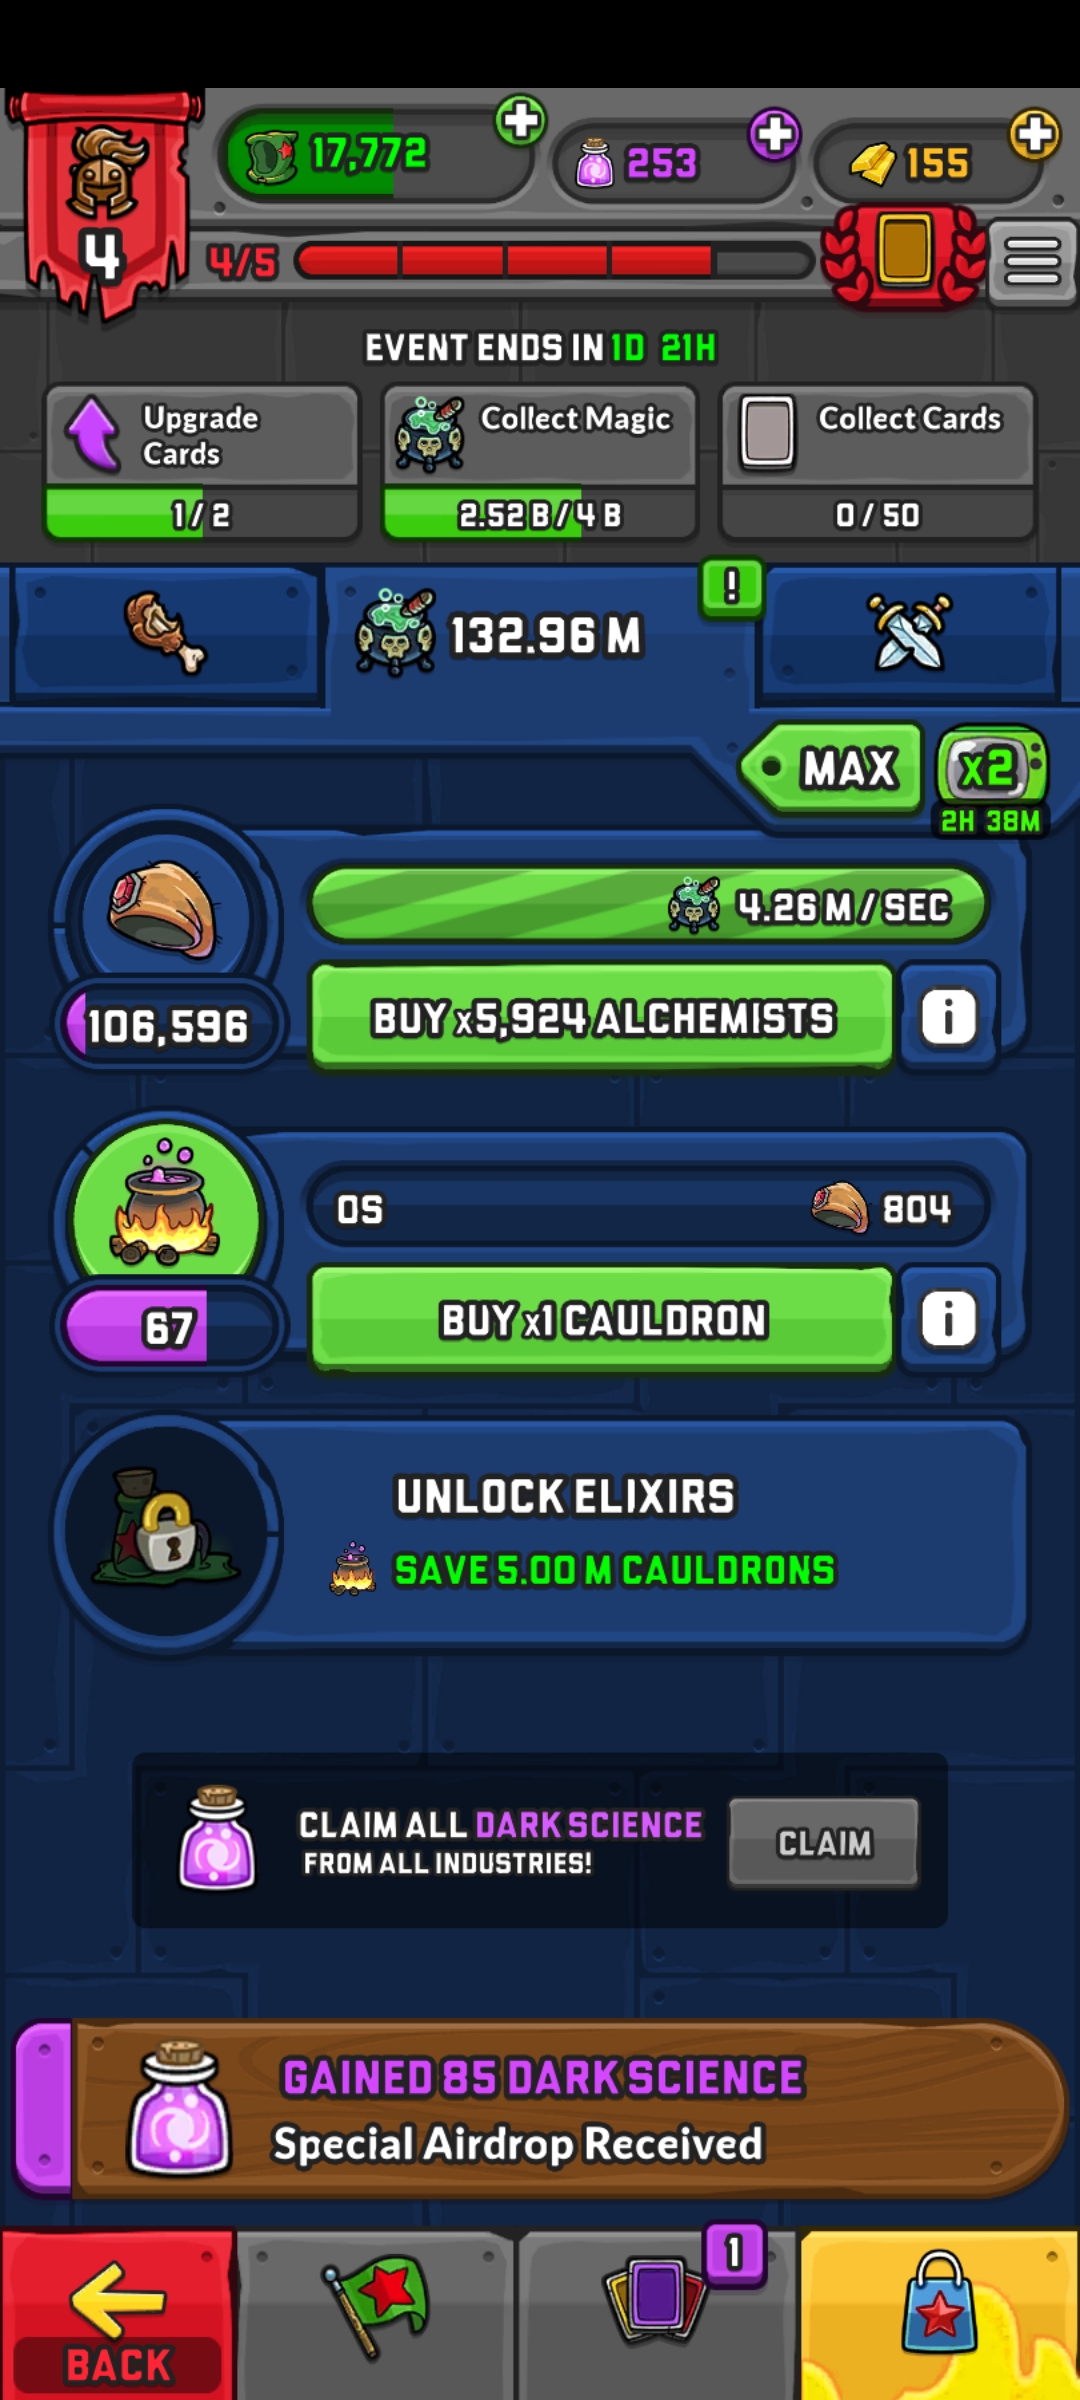 17,772
253
155
4
4/5
EVENT ENDS IN 1D 21H
Upgrade
Cards
1/2
Collect Magic
2.52 B/4 B
Collect Cards
0/50
132.96 M
!
MAX
x2
2H 38M
4.26 M/SEC
106,596
BUY x5,924 ALCHEMISTS
i
0S
804
67
BUY x1 CAULDRON
i
UNLOCK ELIXIRS
SAVE 5.00 M CAULDRONS
CLAIM ALL DARK SCIENCE
FROM ALL INDUSTRIES!
CLAIM
GAINED 85 DARK SCIENCE
Special Airdrop Received
1
BACK